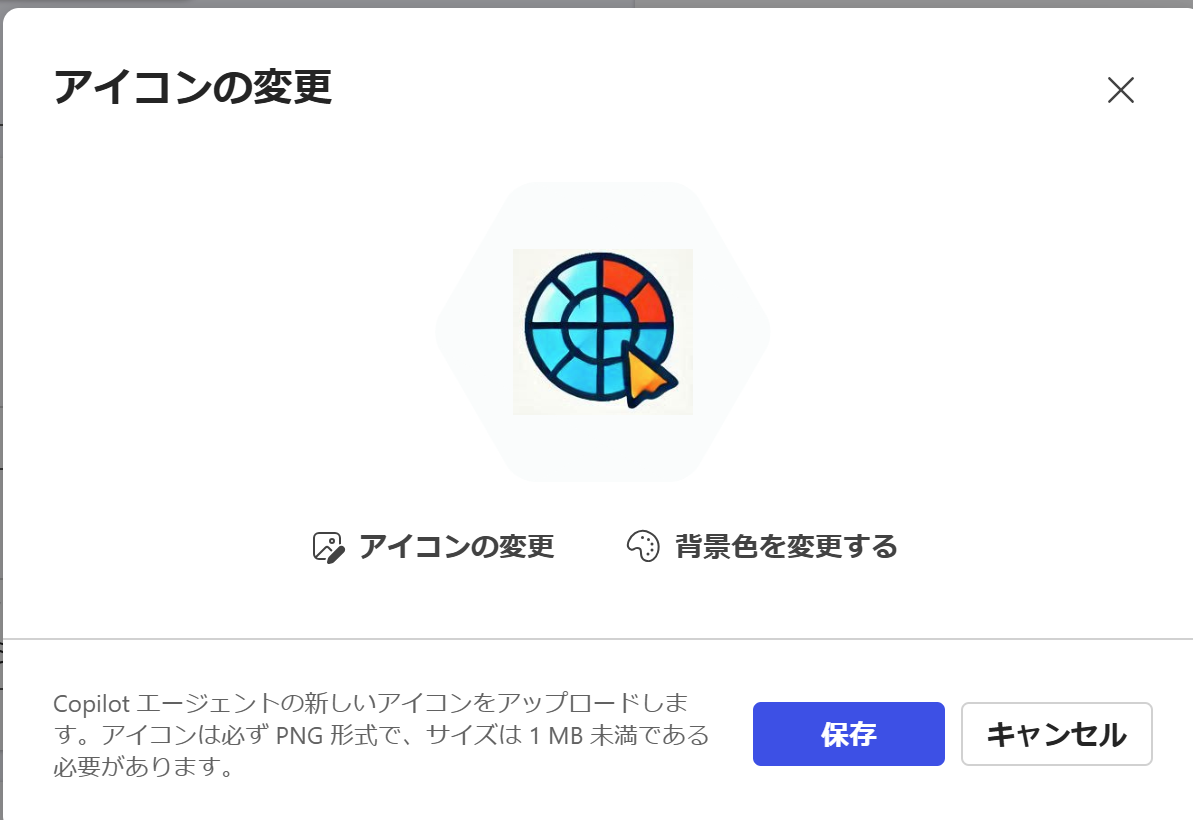 アイコンの変更
アイコンの変更
背景色を変更する
Copilot エージェントの新しいアイコンをアップロードしま
す。アイコンは必ず PNG 形式で、サイズは 1 MB 未満である
必要があります。
保存
キャンセル